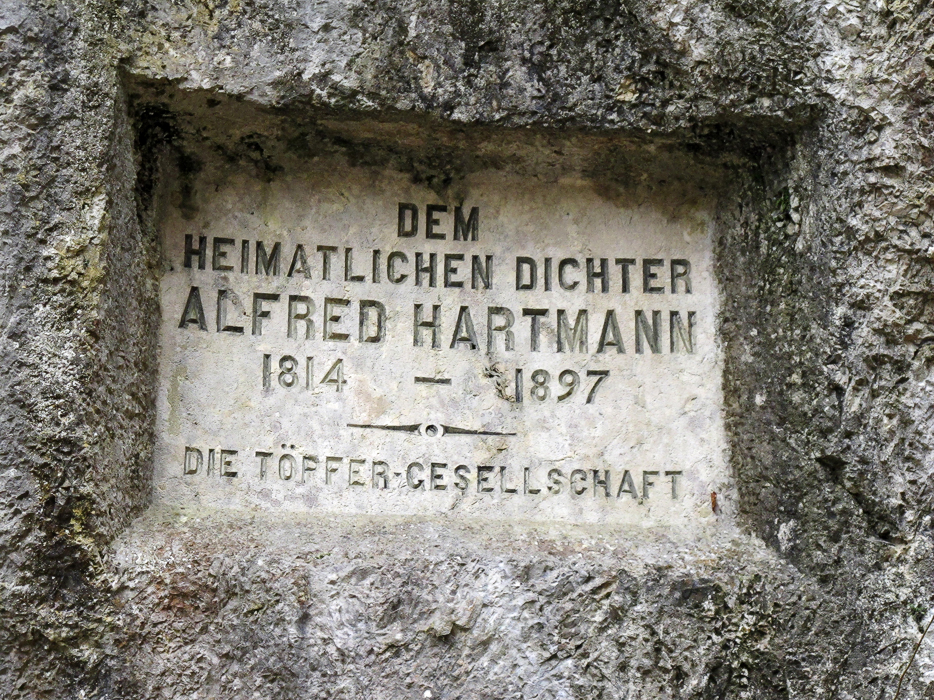 DEM
HEIMATLICHEN DICHTER
ALFRED HARTMANN
1814 – 1897
DIE TÖPFER-GESELLSCHAFT